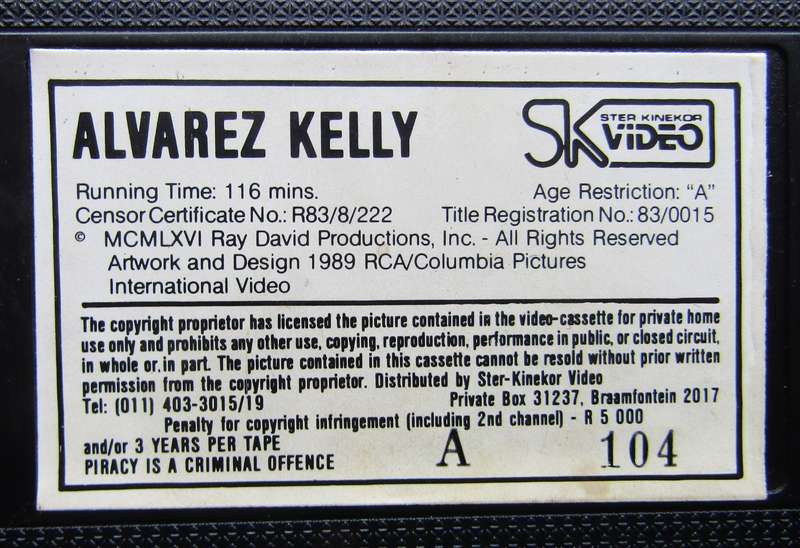 ALVAREZ KELLY
SK STER KINEKOR
VIDEO
Running Time: 116 mins. Age Restriction: "A"
Censor Certificate No.: R83/8/222 Title Registration No.: 83/0015
© MCMLXVI Ray David Productions, Inc. - All Rights Reserved
Artwork and Design 1989 RCA/Columbia Pictures
International Video
The copyright proprietor has licensed the picture contained in the video-cassette for private home
use only and prohibits any other use, copying, reproduction, performance in public, or closed circuit,
in whole or in part. The picture contained in this cassette cannot be resold without prior written
permission from the copyright proprietor. Distributed by Ster-Kinekor Video
Tel: (011) 403-3015/19 Private Box 31237, Braamfontein 2017
Penalty for copyright infringement (including 2nd channel) - R 5 000
and/or 3 YEARS PER TAPE
PIRACY IS A CRIMINAL OFFENCE A 104